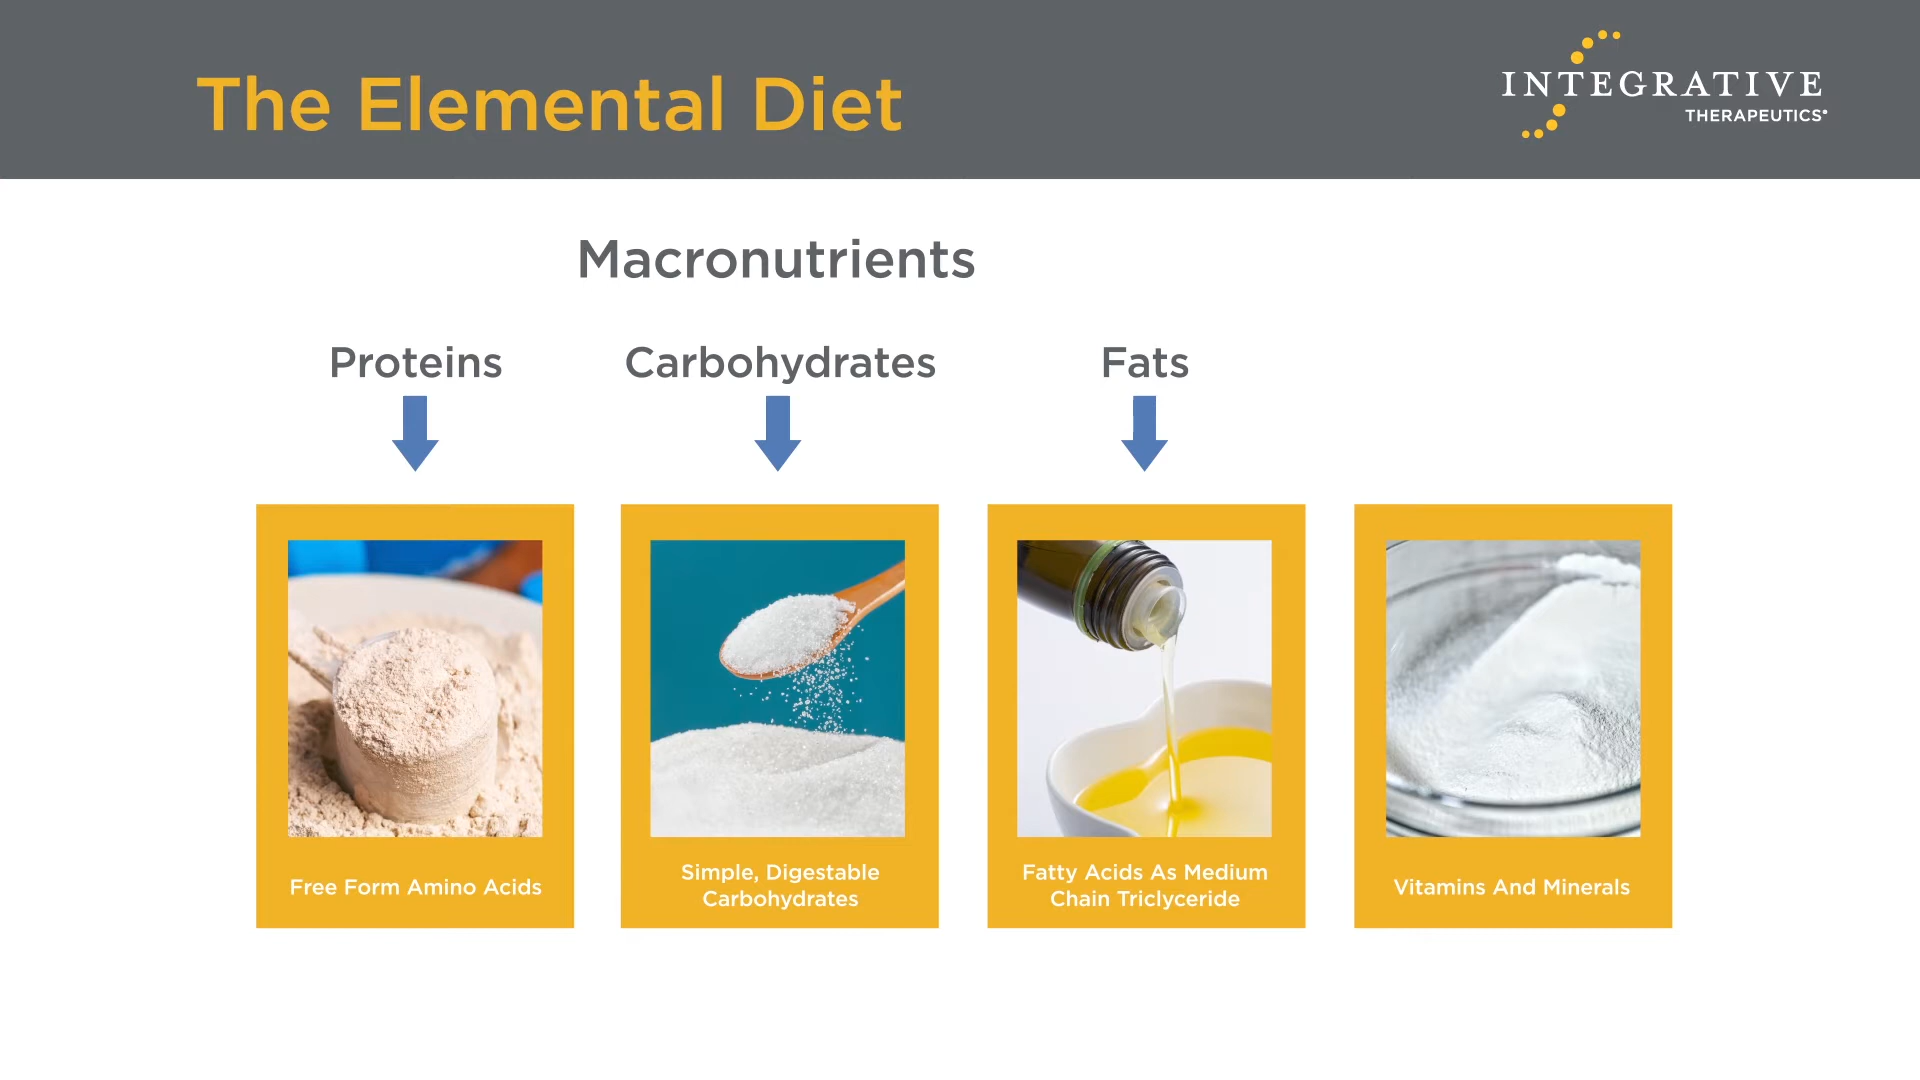 The Elemental Diet
INTEGRATIVE
THERAPEUTICS®
Macronutrients
Proteins
Carbohydrates
Fats
Free Form Amino Acids
Simple, Digestable
Carbohydrates
Fatty Acids As Medium
Chain Triclyceride
Vitamins And Minerals